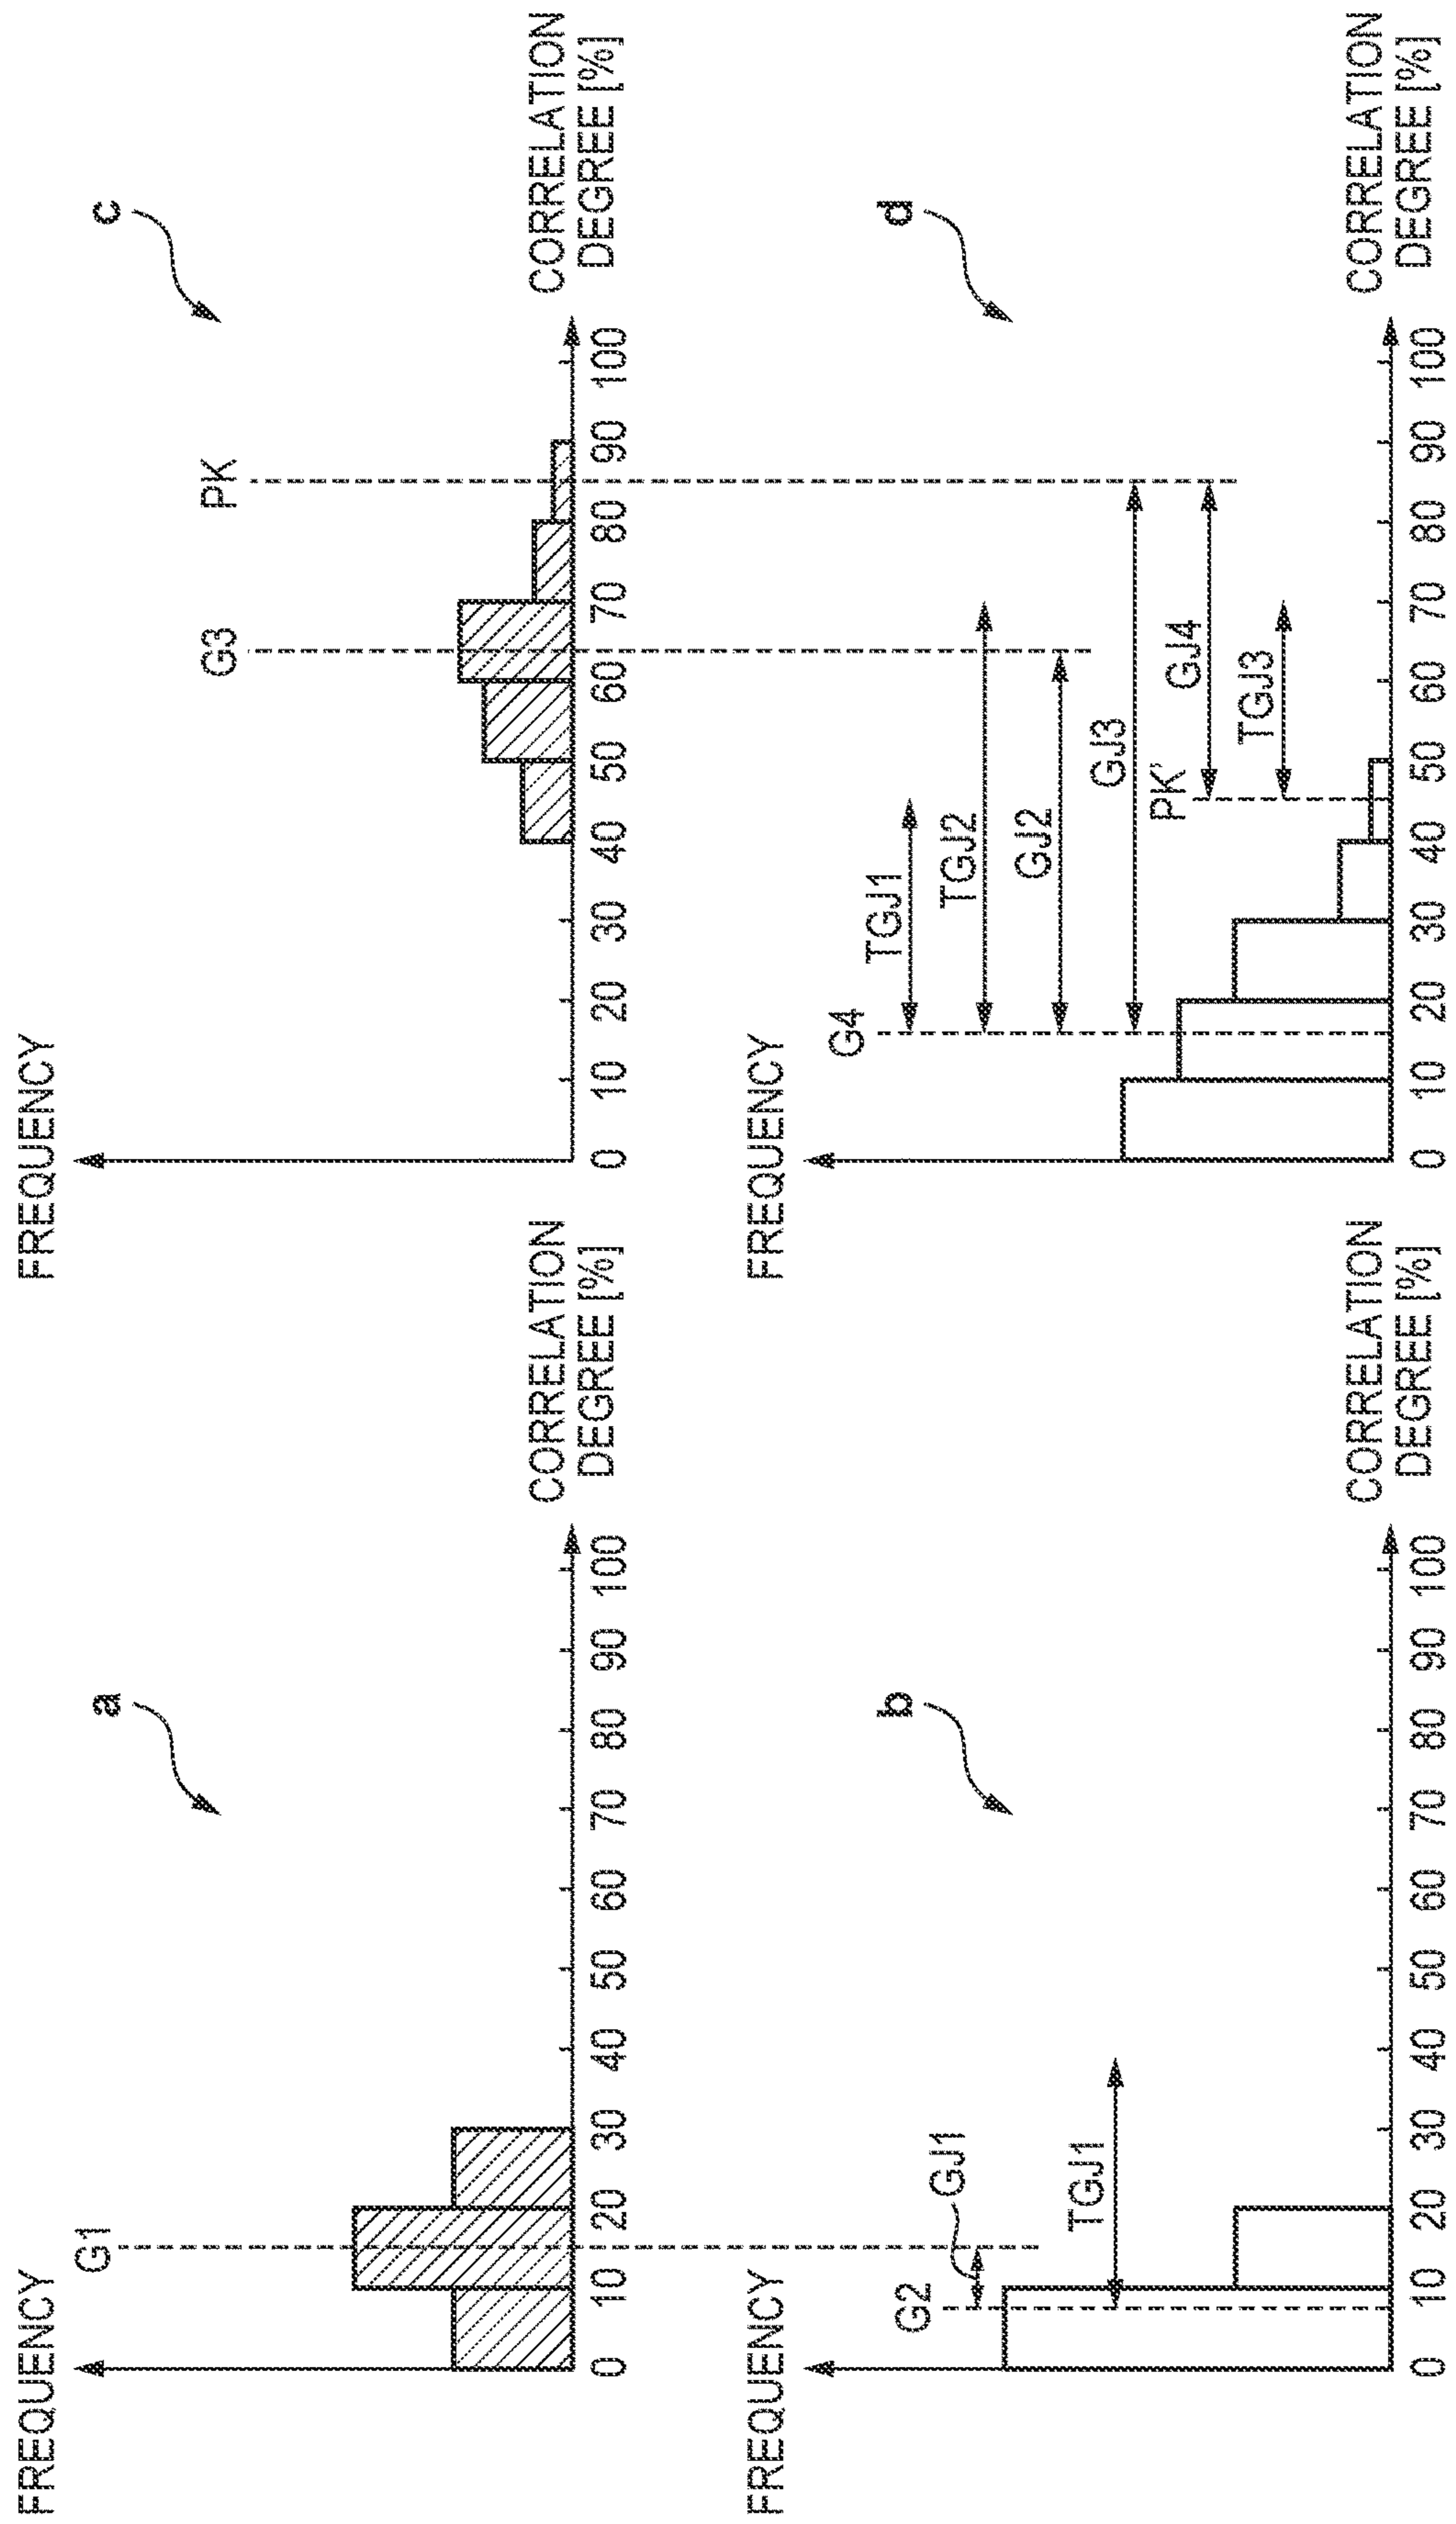 a
FREQUENCY
G1
0 10 20 30 40 50 60 70 80 90 100
CORRELATION
DEGREE [%]
b
FREQUENCY
G2
GJ1
TGJ1
0 10 20 30 40 50 60 70 80 90 100
CORRELATION
DEGREE [%]
c
FREQUENCY
G3
PK
0 10 20 30 40 50 60 70 80 90 100
CORRELATION
DEGREE [%]
d
FREQUENCY
G4
TGJ1
TGJ2
GJ2
GJ3
PK'
GJ4
TGJ3
0 10 20 30 40 50 60 70 80 90 100
CORRELATION
DEGREE [%]